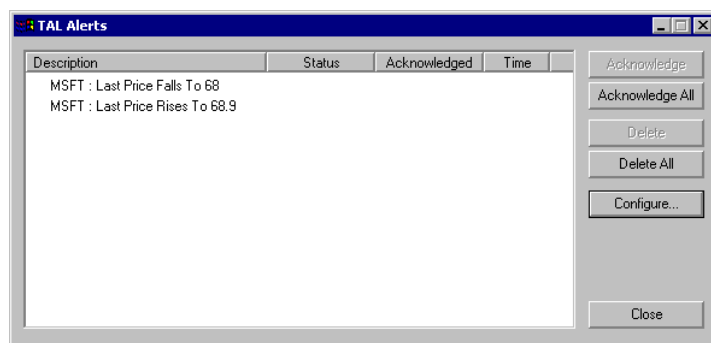 TAL Alerts
Description Status Acknowledged Time
MSFT : Last Price Falls To 68
MSFT : Last Price Rises To 68.9
Acknowledge
Acknowledge All
Delete
Delete All
Configure...
Close